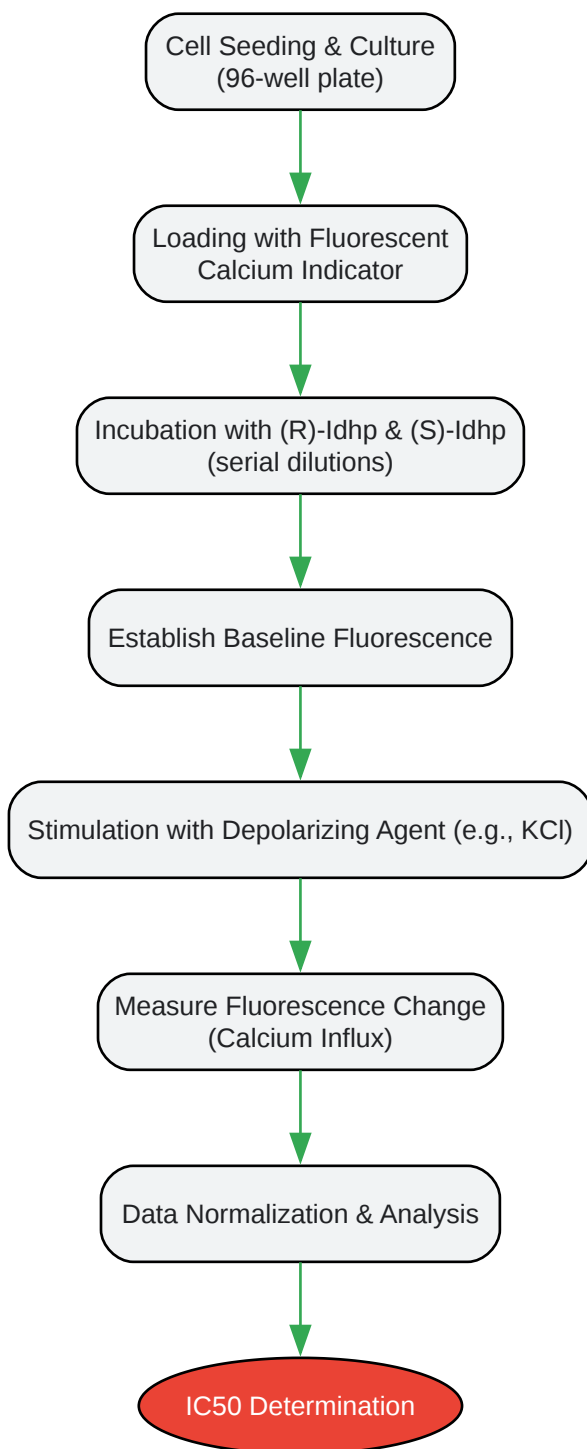 Cell Seeding & Culture
(96-well plate)
Loading with Fluorescent
Calcium Indicator
Incubation with (R)-Idhp & (S)-Idhp
(serial dilutions)
Establish Baseline Fluorescence
Stimulation with Depolarizing Agent (e.g., KCl)
Measure Fluorescence Change
(Calcium Influx)
Data Normalization & Analysis
IC50 Determination